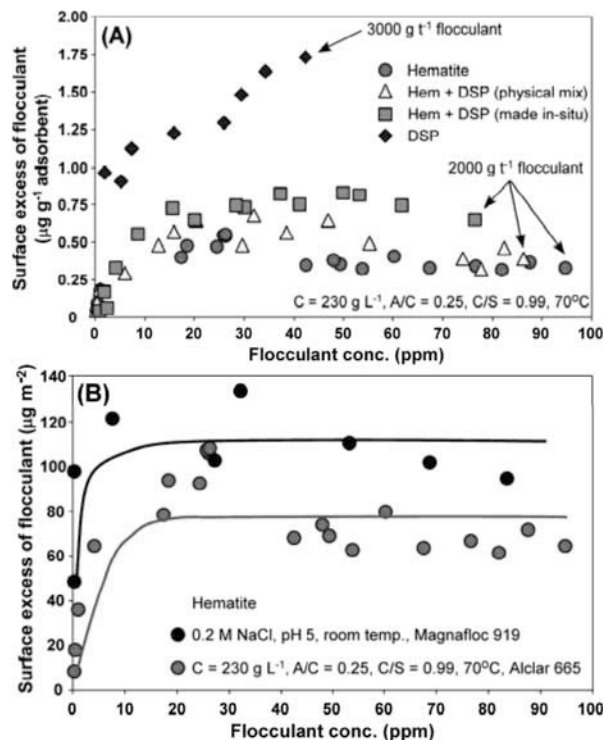 (A)
3000 g t⁻¹ flocculant
Hematite
Hem + DSP (physical mix)
Hem + DSP (made in-situ)
DSP
2000 g t⁻¹ flocculant
C = 230 g L⁻¹, A/C = 0.25, C/S = 0.99, 70ºC
Surface excess of flocculant
(µg g⁻¹ adsorbent)
2.00
1.75
1.50
1.25
1.00
0.75
0.50
0.25
0
0 10 20 30 40 50 60 70 80 90 100
Flocculant conc. (ppm)
(B)
Surface excess of flocculant (µg m⁻²)
140
120
100
80
60
40
20
0
Hematite
0.2 M NaCl, pH 5, room temp., Magnafloc 919
C = 230 g L⁻¹, A/C = 0.25, C/S = 0.99, 70ºC, Alclar 665
0 10 20 30 40 50 60 70 80 90 100
Flocculant conc. (ppm)